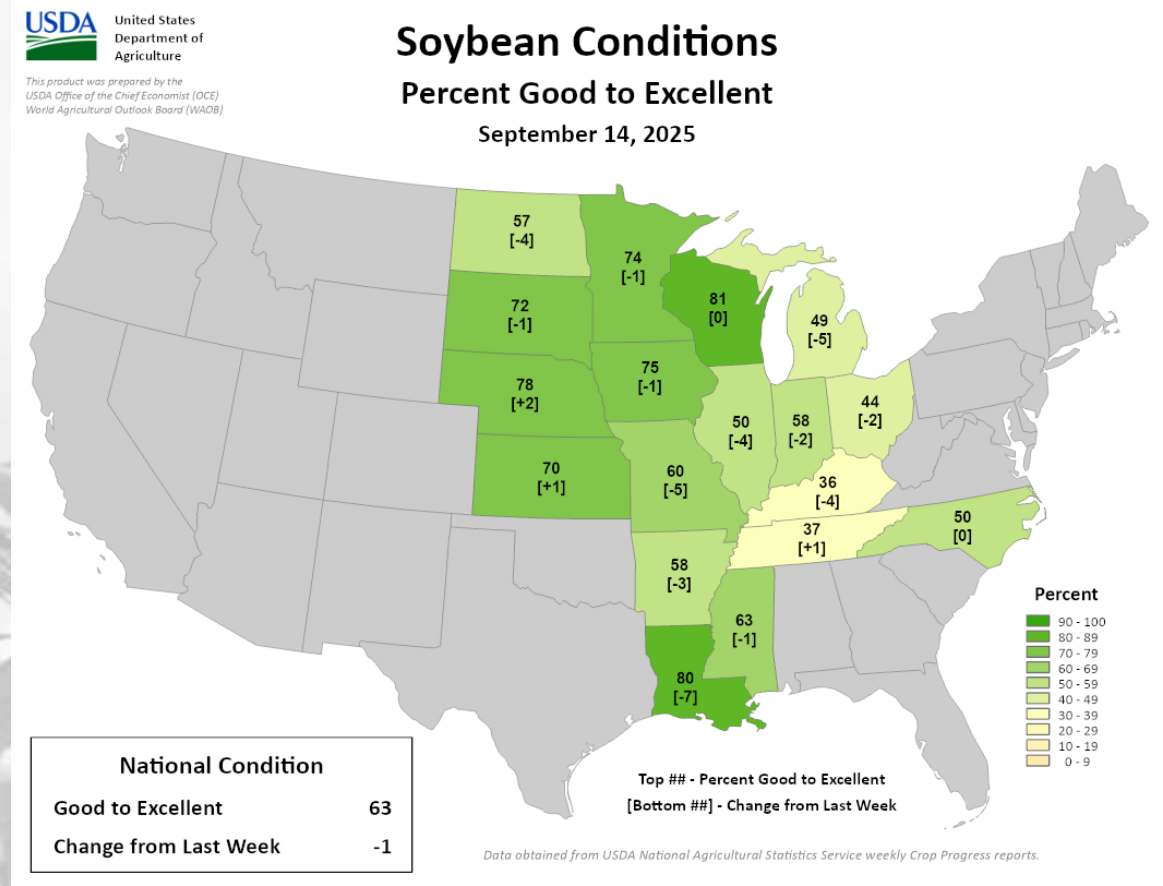 USDA
United States
Department of
Agriculture
This product was prepared by the
USDA Office of the Chief Economist (OCE)
World Agricultural Outlook Board (WAOB)
Soybean Conditions
Percent Good to Excellent
September 14, 2025
57
[-4]
74
[-1]
72
[-1]
81
[0]
49
[-5]
75
[-1]
78
[+2]
50
[-4]
58
[-2]
44
[-2]
70
[+1]
60
[-5]
36
[-4]
37
[+1]
50
[0]
58
[-3]
63
[-1]
80
[-7]
Percent
90 - 100
80 - 89
70 - 79
60 - 69
50 - 59
40 - 49
30 - 39
20 - 29
10 - 19
0 - 9
National Condition
Good to Excellent 63
Change from Last Week -1
Top ## - Percent Good to Excellent
[Bottom ##] - Change from Last Week
Data obtained from USDA National Agricultural Statistics Service weekly Crop Progress reports.